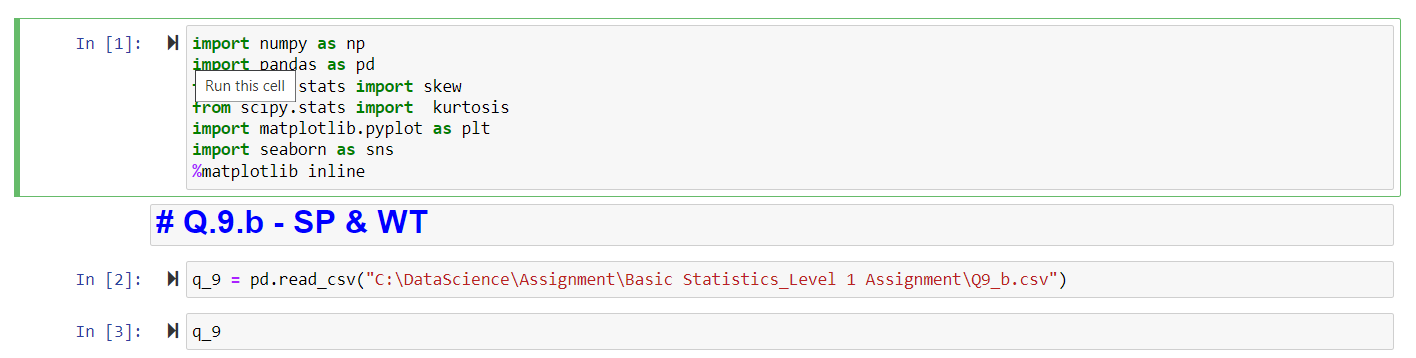 In [1]:
import numpy as np
import pandas as pd
Run this cell stats import skew
from scipy.stats import  kurtosis
import matplotlib.pyplot as plt
import seaborn as sns
%matplotlib inline
# Q.9.b - SP & WT
In [2]: q_9 = pd.read_csv("C:\DataScience\Assignment\Basic Statistics_Level 1 Assignment\Q9_b.csv")
In [3]: q_9